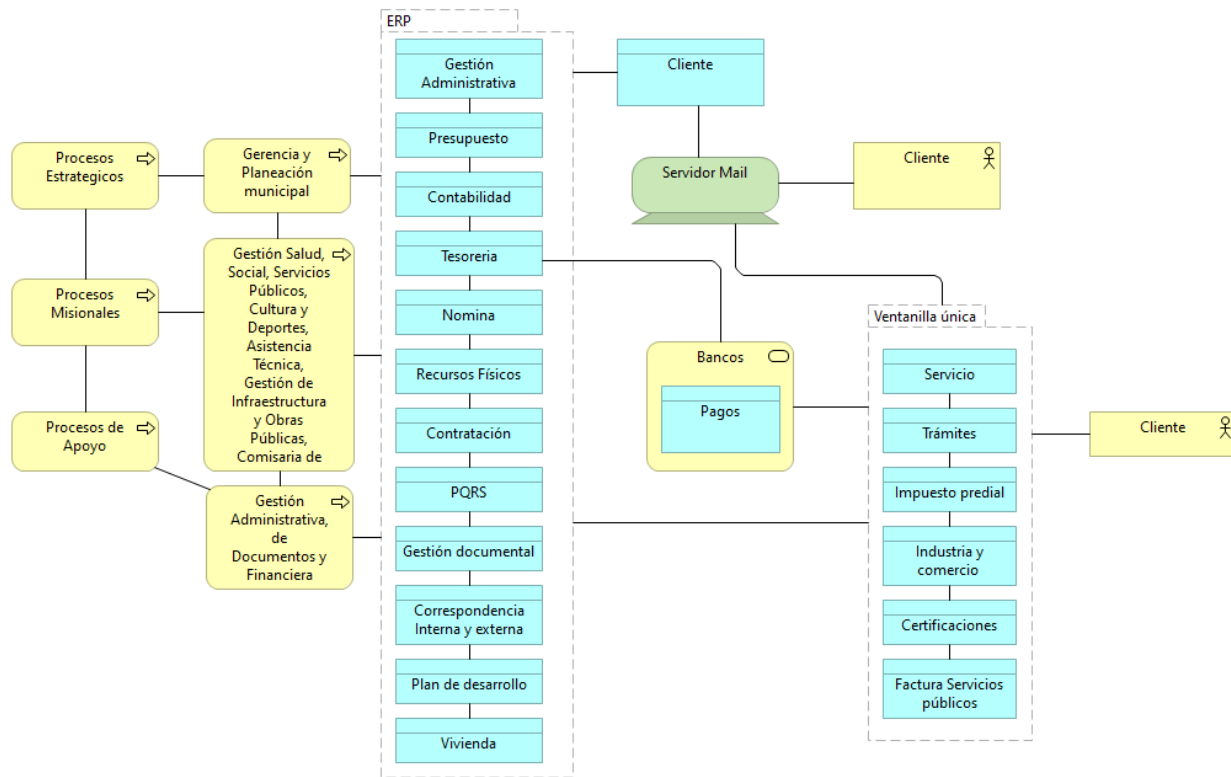 ERP
Gestión
Administrativa
Presupuesto
Contabilidad
Tesoreria
Nomina
Recursos Físicos
Contratación
PQRS
Gestión documental
Correspondencia
Interna y externa
Plan de desarrollo
Vivienda
Procesos
Estrategicos
Gerencia y
Planeación
municipal
Procesos
Misionales
Gestión Salud,
Social, Servicios
Públicos,
Cultura y
Deportes,
Asistencia
Técnica,
Gestión de
Infraestructura
y Obras
Públicas,
Comisaria de
Procesos de
Apoyo
Gestión
Administrativa,
de
Documentos y
Financiera
Cliente
Servidor Mail
Cliente
Bancos
Pagos
Ventanilla única
Servicio
Trámites
Impuesto predial
Industria y
comercio
Certificaciones
Factura Servicios
públicos
Cliente